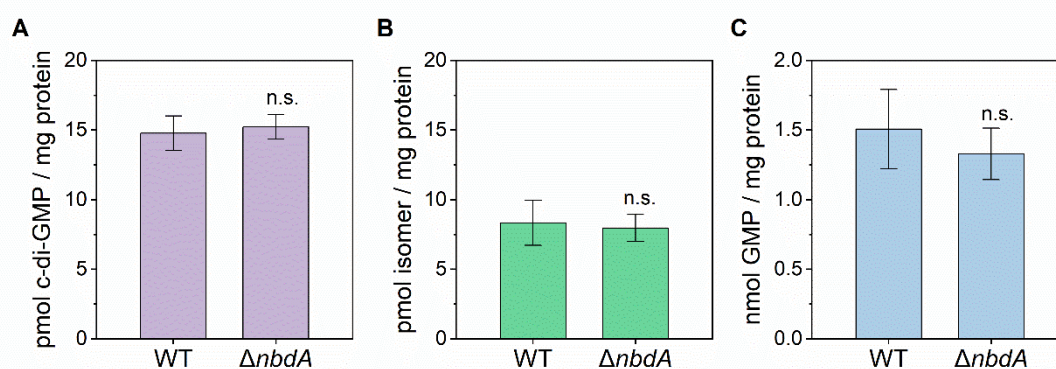 A
pmol c-di-GMP / mg protein
20
15
10
5
0
n.s.
WT
ΔnbdA
B
pmol isomer / mg protein
20
15
10
5
0
n.s.
WT
ΔnbdA
C
nmol GMP / mg protein
2.0
1.5
1.0
0.5
0.0
n.s.
WT
ΔnbdA